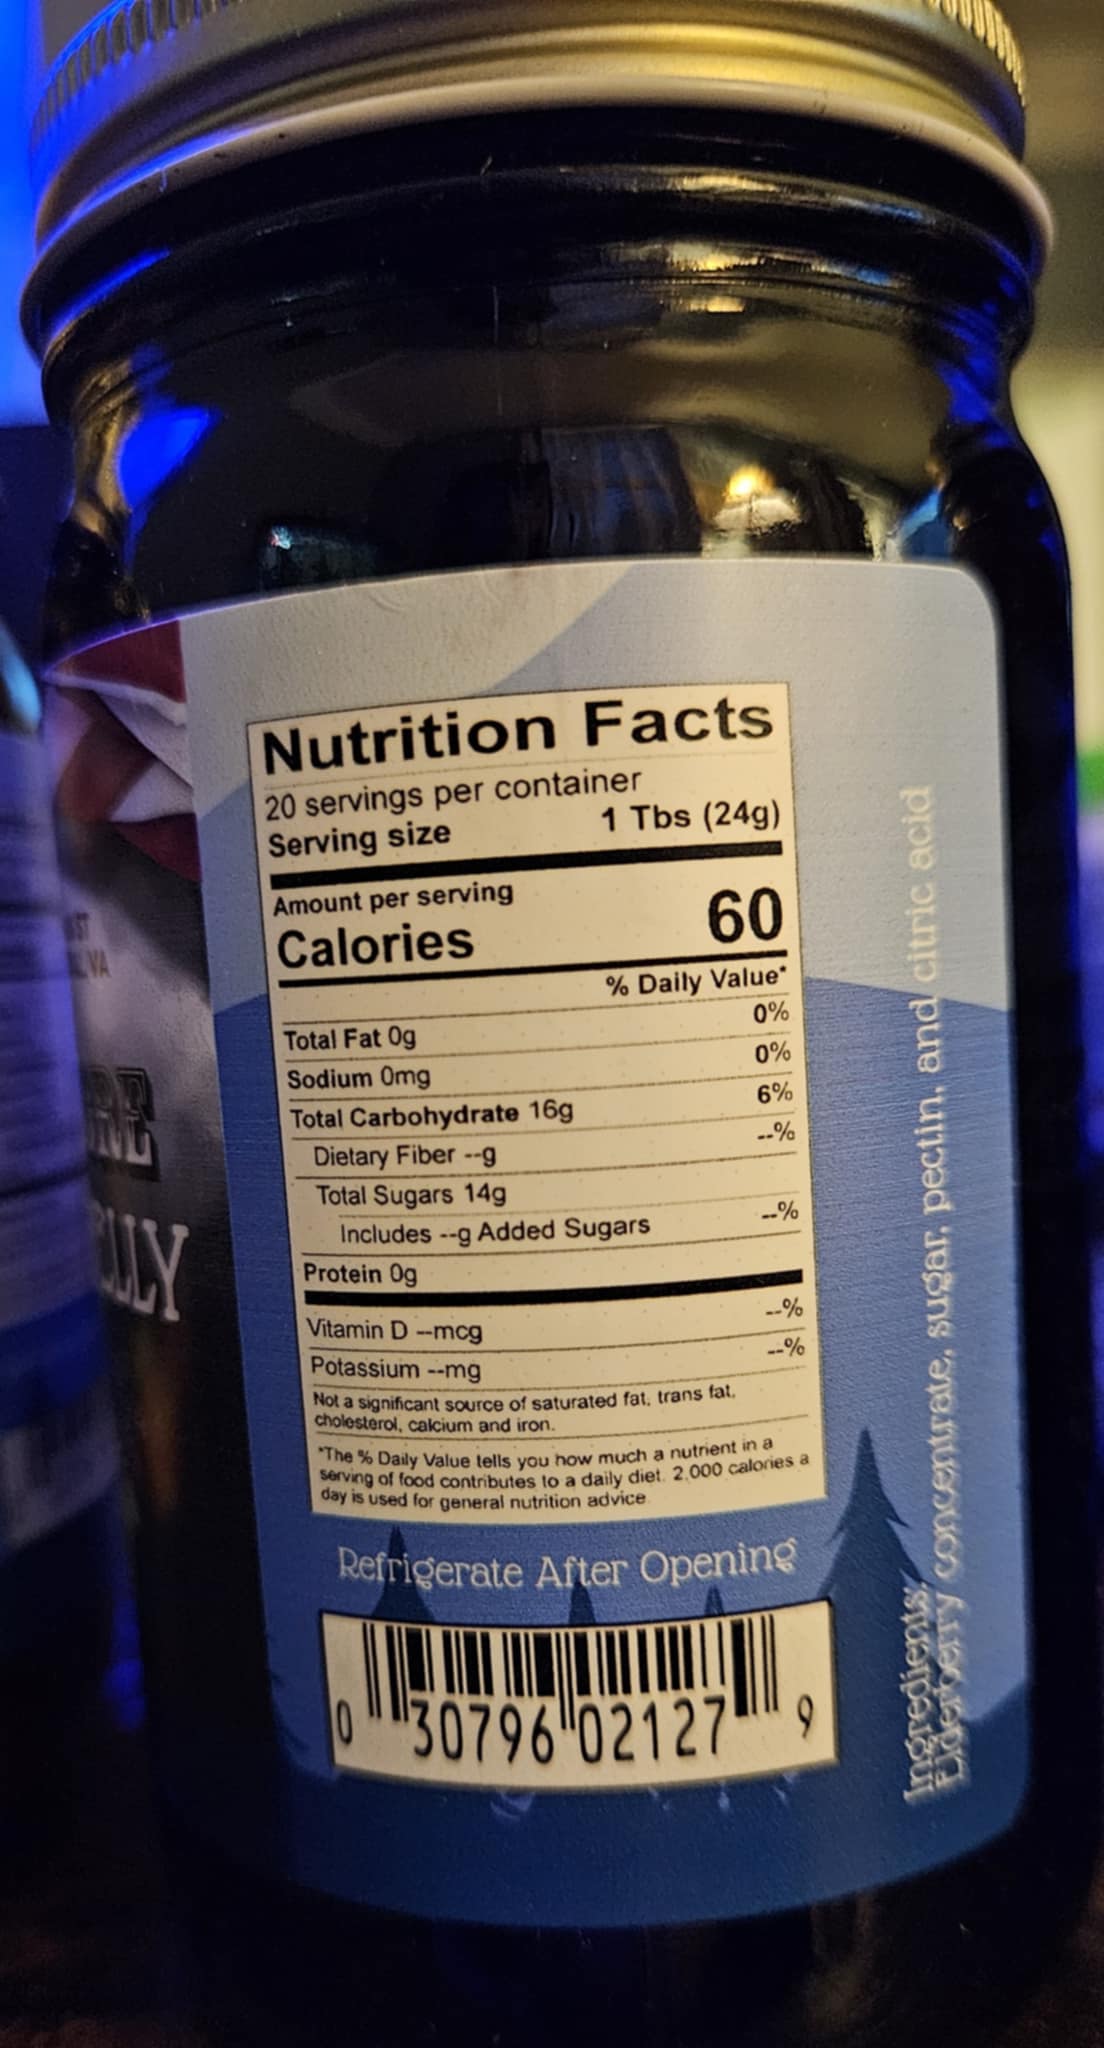 ST
VA
RE
LLY
Nutrition Facts
20 servings per container
Serving size 1 Tbs (24g)
Amount per serving
Calories 60
% Daily Value*
Total Fat 0g 0%
Sodium 0mg 0%
Total Carbohydrate 16g 6%
Dietary Fiber --g --%
Total Sugars 14g
Includes --g Added Sugars --%
Protein 0g
Vitamin D --mcg --%
Potassium --mg --%
Not a significant source of saturated fat, trans fat,
cholesterol, calcium and iron.
*The % Daily Value tells you how much a nutrient in a
serving of food contributes to a daily diet. 2,000 calories a
day is used for general nutrition advice.
Refrigerate After Opening
0 30796 02127 9
Ingredients:
Elderberry concentrate, sugar, pectin, and citric acid